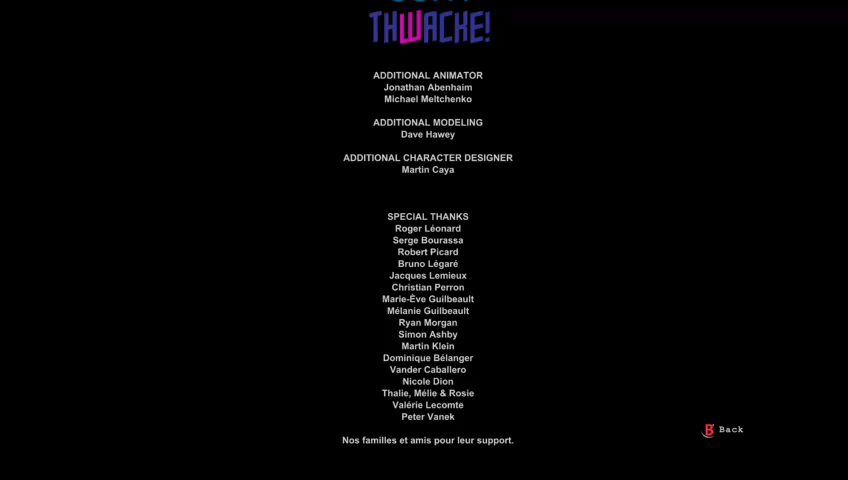 THWACKE!
ADDITIONAL ANIMATOR
Jonathan Abenhaim
Michael Meltchenko
ADDITIONAL MODELING
Dave Hawey
ADDITIONAL CHARACTER DESIGNER
Martin Caya
SPECIAL THANKS
Roger Léonard
Serge Bourassa
Robert Picard
Bruno Légaré
Jacques Lemieux
Christian Perron
Marie-Ève Guilbeault
Mélanie Guilbeault
Ryan Morgan
Simon Ashby
Martin Klein
Dominique Bélanger
Vander Caballero
Nicole Dion
Thalie, Mélie & Rosie
Valérie Lecomte
Peter Vanek
Nos familles et amis pour leur support.
B Back